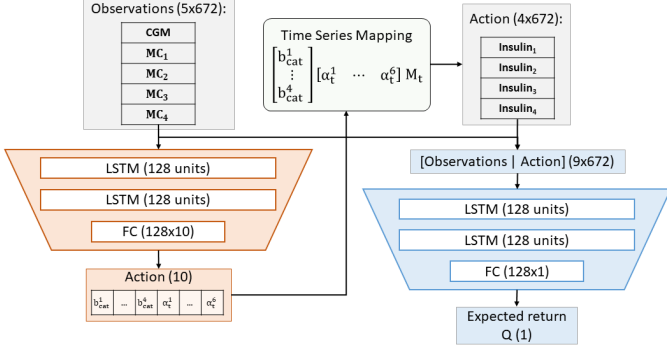 Observations (5x672):
CGM
MC₁
MC₂
MC₃
MC₄
Time Series Mapping
[b¹cat ⋮ b⁴cat] [α¹t ⋯ α⁶t] Mt
Action (4x672):
Insulin₁
Insulin₂
Insulin₃
Insulin₄
LSTM (128 units)
LSTM (128 units)
FC (128x10)
Action (10)
b¹cat ... b⁴cat α¹t ... α⁶t
[Observations | Action] (9x672)
LSTM (128 units)
LSTM (128 units)
FC (128x1)
Expected return
Q (1)